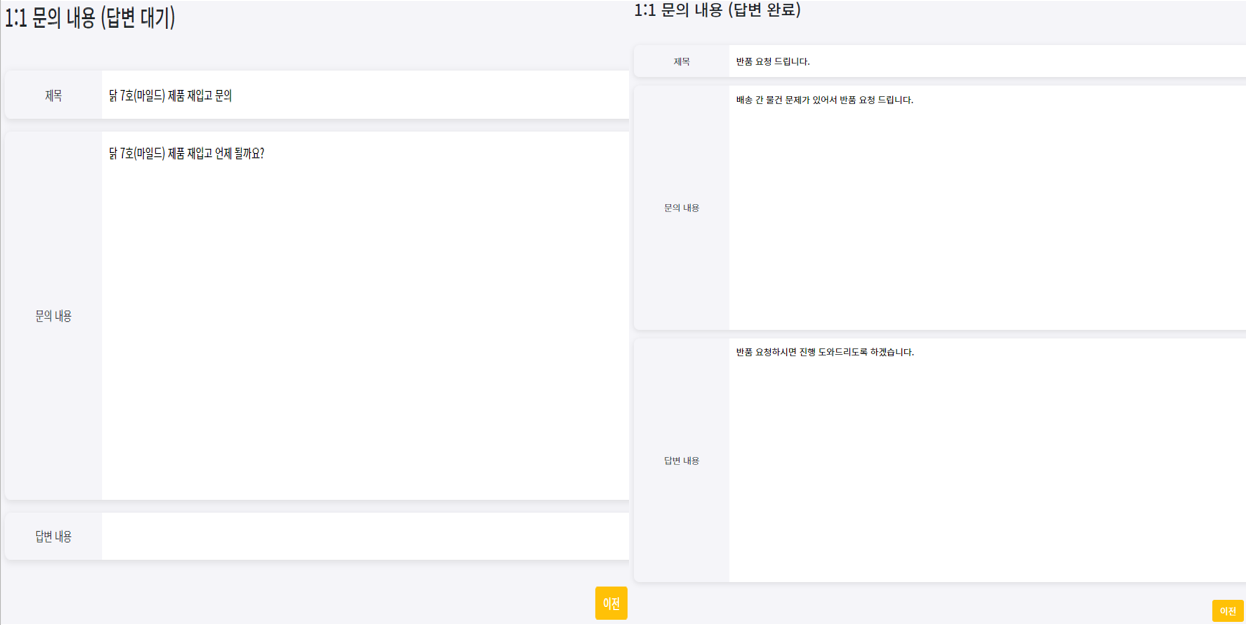 1:1 문의 내용 (답변 대기)
제목
닭 7호(마일드) 제품 재입고 문의
문의 내용
닭 7호(마일드) 제품 재입고 언제 될까요?
답변 내용
이전
1:1 문의 내용 (답변 완료)
제목
반품 요청 드립니다.
문의 내용
배송 간 물건 문제가 있어서 반품 요청 드립니다.
답변 내용
반품 요청하시면 진행 도와드리도록 하겠습니다.
이전